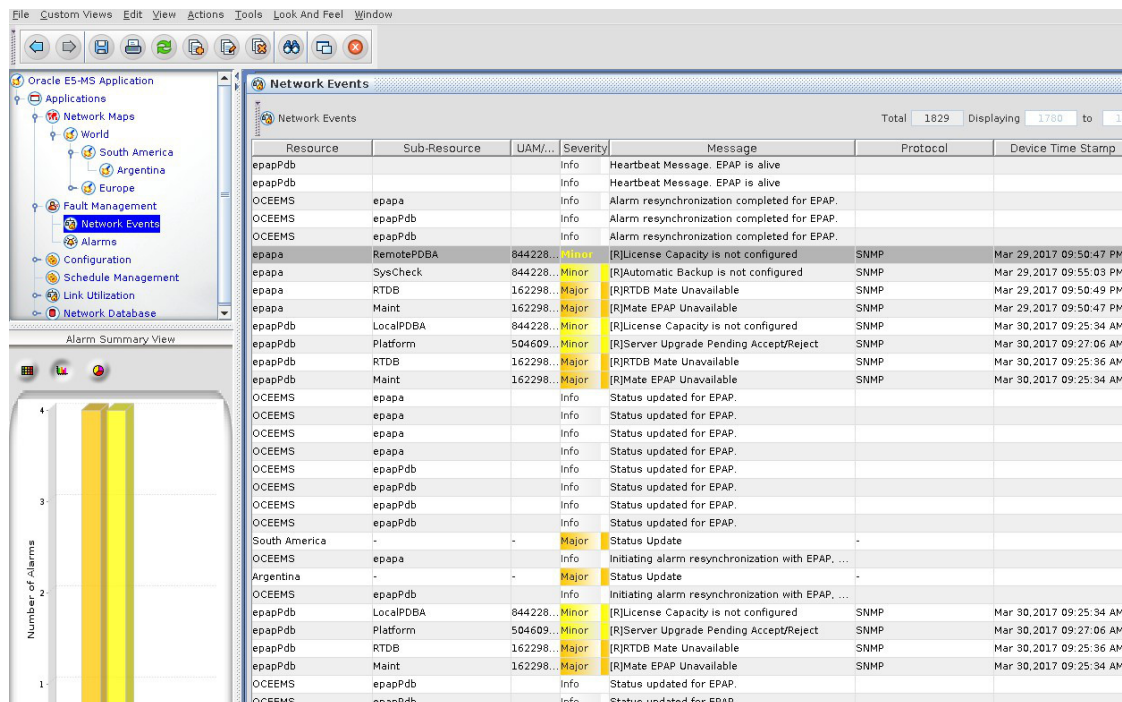 File Custom Views Edit View Actions Tools Look And Feel Window
Oracle E5-MS Application
Applications
Network Maps
World
South America
Argentina
Europe
Fault Management
Network Events
Alarms
Configuration
Schedule Management
Link Utilization
Network Database
Alarm Summary View
4
3
2
1
Number of Alarms
Network Events
Network Events Total 1829 Displaying 1780 to 1
Resource Sub-Resource UAM/... Severity Message Protocol Device Time Stamp
epapPdb Info Heartbeat Message. EPAP is alive
epapPdb Info Heartbeat Message. EPAP is alive
OCEEMS epapa Info Alarm resynchronization completed for EPAP.
OCEEMS epapPdb Info Alarm resynchronization completed for EPAP.
OCEEMS epapPdb Info Alarm resynchronization completed for EPAP.
epapa RemotePDBA 844228... Minor [R]License Capacity is not configured SNMP Mar 29,2017 09:50:47 PM
epapa SysCheck 844228... Minor [R]Automatic Backup is not configured SNMP Mar 29,2017 09:55:03 PM
epapa RTDB 162298... Major [R]RTDB Mate Unavailable SNMP Mar 29,2017 09:50:49 PM
epapa Maint 162298... Major [R]Mate EPAP Unavailable SNMP Mar 29,2017 09:50:47 PM
epapPdb LocalPDBA 844228... Minor [R]License Capacity is not configured SNMP Mar 30,2017 09:25:34 AM
epapPdb Platform 504609... Minor [R]Server Upgrade Pending Accept/Reject SNMP Mar 30,2017 09:27:06 AM
epapPdb RTDB 162298... Major [R]RTDB Mate Unavailable SNMP Mar 30,2017 09:25:36 AM
epapPdb Maint 162298... Major [R]Mate EPAP Unavailable SNMP Mar 30,2017 09:25:34 AM
OCEEMS epapa Info Status updated for EPAP.
OCEEMS epapa Info Status updated for EPAP.
OCEEMS epapa Info Status updated for EPAP.
OCEEMS epapa Info Status updated for EPAP.
OCEEMS epapPdb Info Status updated for EPAP.
OCEEMS epapPdb Info Status updated for EPAP.
OCEEMS epapPdb Info Status updated for EPAP.
OCEEMS epapPdb Info Status updated for EPAP.
South America - - Major Status Update -
OCEEMS epapa Info Initiating alarm resynchronization with EPAP, ...
Argentina - - Major Status Update -
OCEEMS epapPdb Info Initiating alarm resynchronization with EPAP, ...
epapPdb LocalPDBA 844228... Minor [R]License Capacity is not configured SNMP Mar 30,2017 09:25:34 AM
epapPdb Platform 504609... Minor [R]Server Upgrade Pending Accept/Reject SNMP Mar 30,2017 09:27:06 AM
epapPdb RTDB 162298... Major [R]RTDB Mate Unavailable SNMP Mar 30,2017 09:25:36 AM
epapPdb Maint 162298... Major [R]Mate EPAP Unavailable SNMP Mar 30,2017 09:25:34 AM
OCEEMS epapPdb Info Status updated for EPAP.
OCEEMS epapPdb Info Status updated for EPAP.